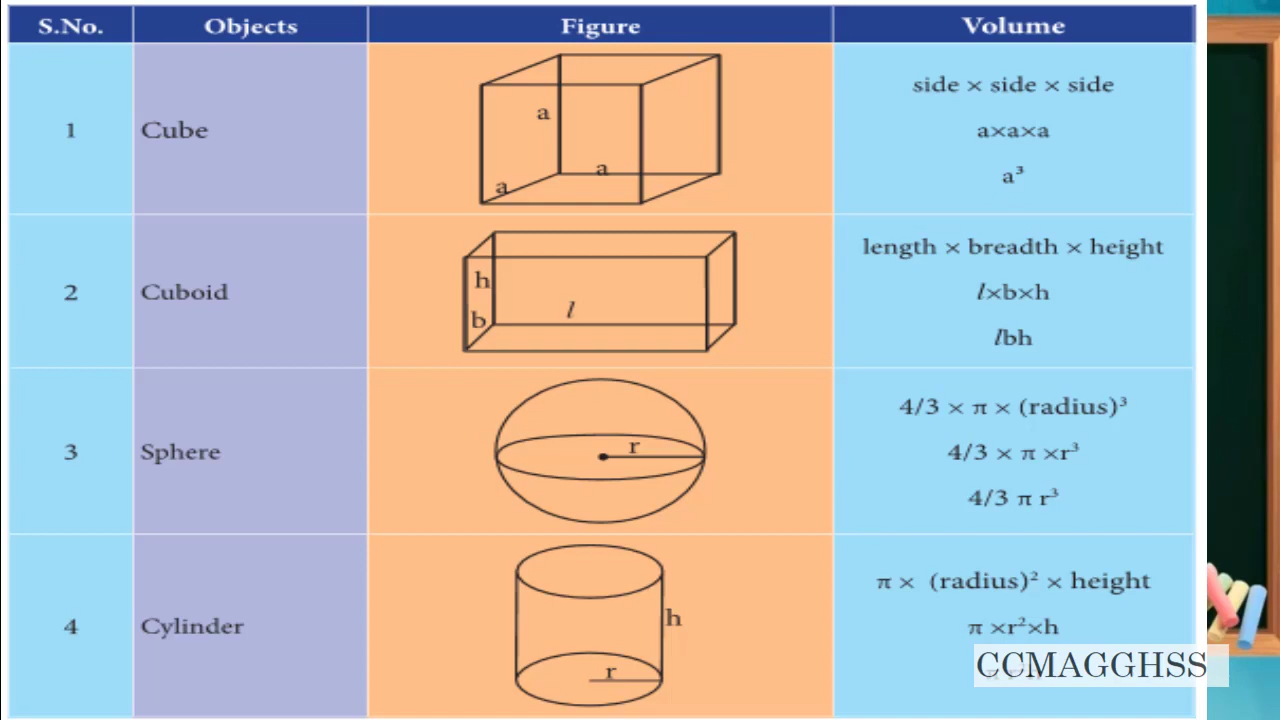 S.No. Objects Figure Volume
1 Cube a a a side × side × side
a×a×a
a³
2 Cuboid h b l length × breadth × height
l×b×h
lbh
3 Sphere r 4/3 × π × (radius)³
4/3 × π ×r³
4/3 π r³
4 Cylinder h r π × (radius)² × height
π ×r²×h
CCMAGGHSS